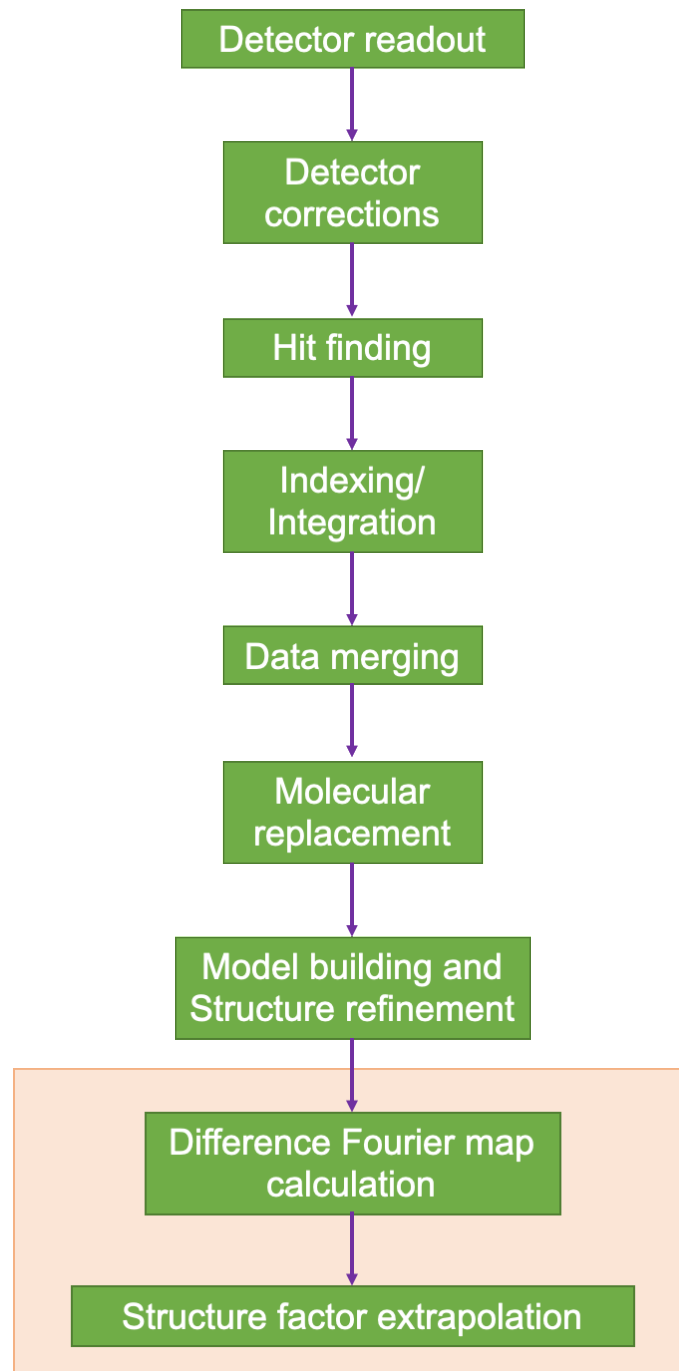 Detector readout
Detector
corrections
Hit finding
Indexing/
Integration
Data merging
Molecular
replacement
Model building and
Structure refinement
Difference Fourier map
calculation
Structure factor extrapolation